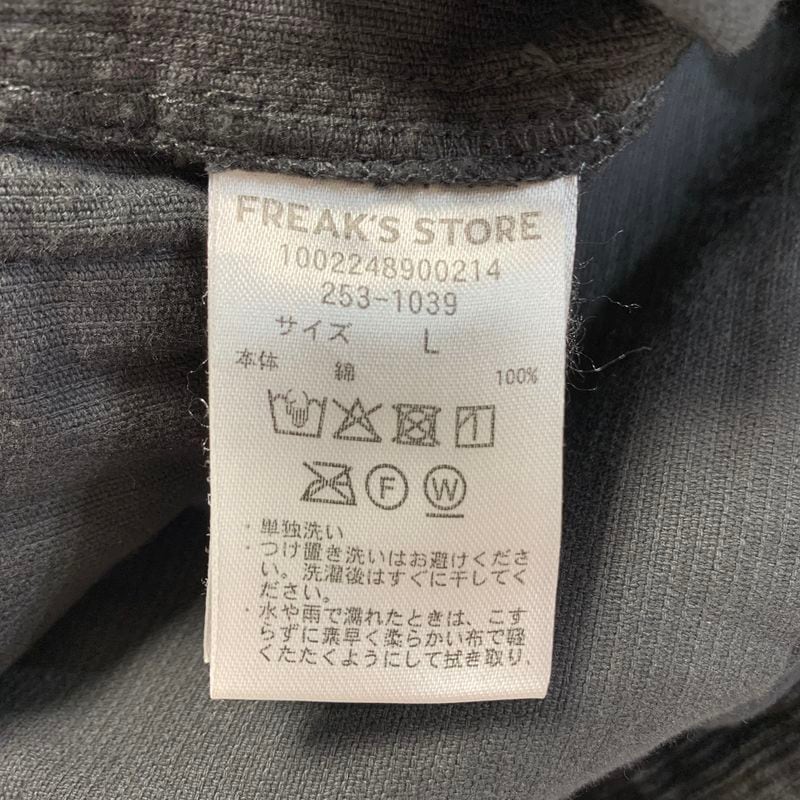 FREAK'S STORE
1002248900214
253-1039
サイズ L
本体 綿 100%
F W
・単独洗い
・つけ置き洗いはお避けくださ
い。洗濯後はすぐに干してく
ださい。
・水や雨で濡れたときは、こす
らずに素早く柔らかい布で軽
くたたくようにして拭き取り、